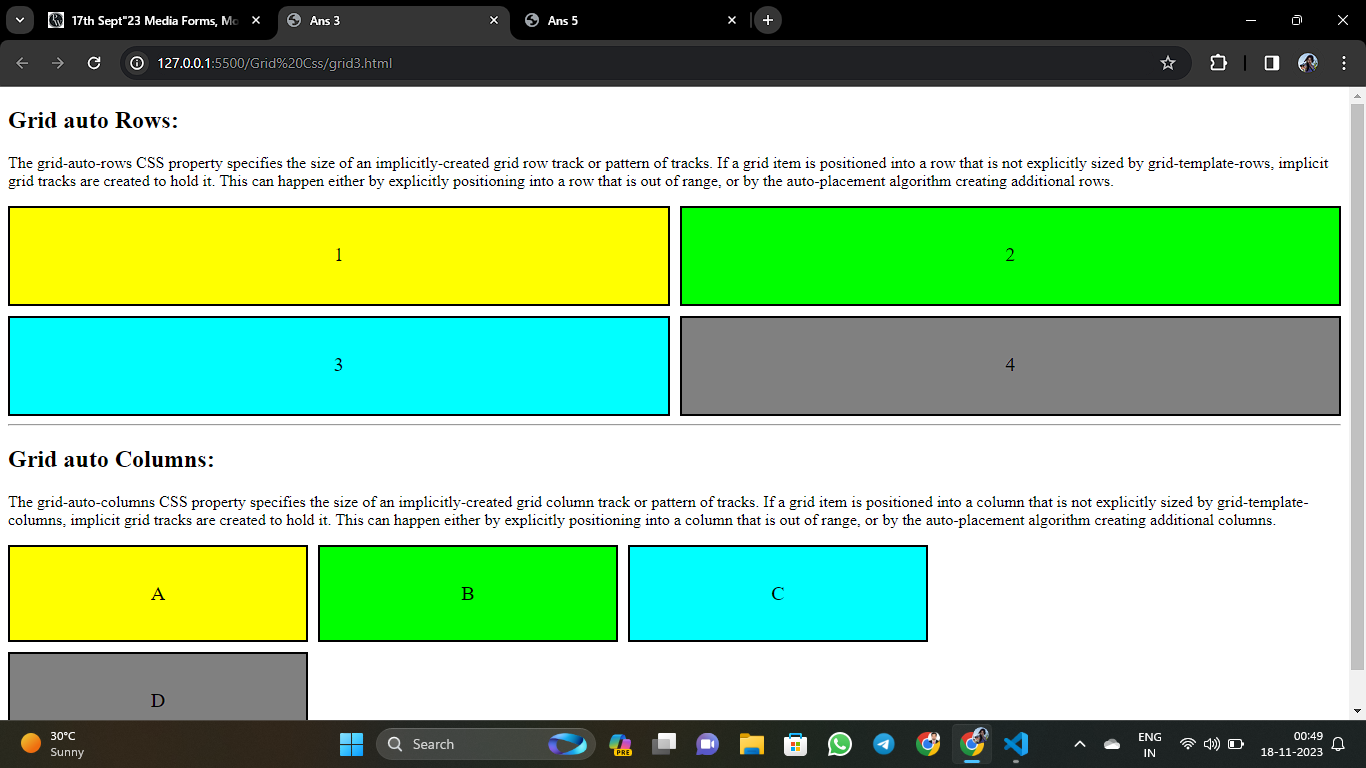 17th Sept"23 Media Forms, Mo
Ans 3
Ans 5
127.0.0.1:5500/Grid%20Css/grid3.html
Grid auto Rows:
The grid-auto-rows CSS property specifies the size of an implicitly-created grid row track or pattern of tracks. If a grid item is positioned into a row that is not explicitly sized by grid-template-rows, implicit
grid tracks are created to hold it. This can happen either by explicitly positioning into a row that is out of range, or by the auto-placement algorithm creating additional rows.
1
2
3
4
Grid auto Columns:
The grid-auto-columns CSS property specifies the size of an implicitly-created grid column track or pattern of tracks. If a grid item is positioned into a column that is not explicitly sized by grid-template-
columns, implicit grid tracks are created to hold it. This can happen either by explicitly positioning into a column that is out of range, or by the auto-placement algorithm creating additional columns.
A
B
C
D
30°C
Sunny
Search
PRE
ENG
IN
00:49
18-11-2023